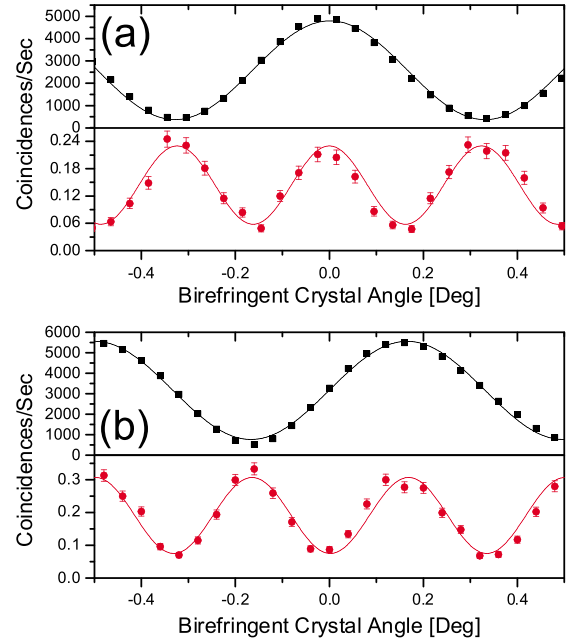 (a)
5000
4000
3000
2000
1000
0
0.24
0.18
0.12
0.06
0.00
Coincidences/Sec
-0.4 -0.2 0.0 0.2 0.4
Birefringent Crystal Angle [Deg]
(b)
6000
5000
4000
3000
2000
1000
0
0.3
0.2
0.1
0.0
Coincidences/Sec
-0.4 -0.2 0.0 0.2 0.4
Birefringent Crystal Angle [Deg]